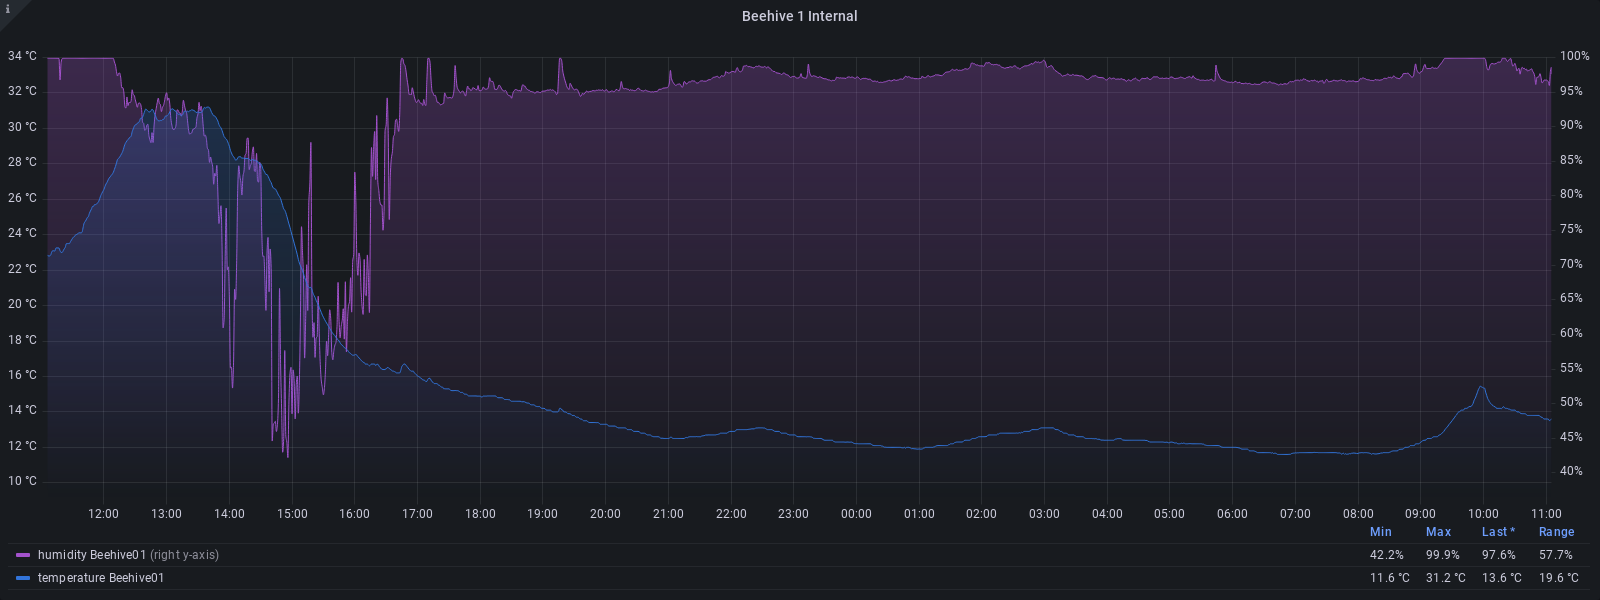 i
Beehive 1 Internal
34 °C 100%
32 °C 95%
30 °C 90%
28 °C 85%
26 °C 80%
24 °C 75%
22 °C 70%
20 °C 65%
18 °C 60%
16 °C 55%
14 °C 50%
12 °C 45%
10 °C 40%
12:00 13:00 14:00 15:00 16:00 17:00 18:00 19:00 20:00 21:00 22:00 23:00 00:00 01:00 02:00 03:00 04:00 05:00 06:00 07:00 08:00 09:00 10:00 11:00
Min Max Last * Range
humidity Beehive01 (right y-axis) 42.2% 99.9% 97.6% 57.7%
temperature Beehive01 11.6 °C 31.2 °C 13.6 °C 19.6 °C